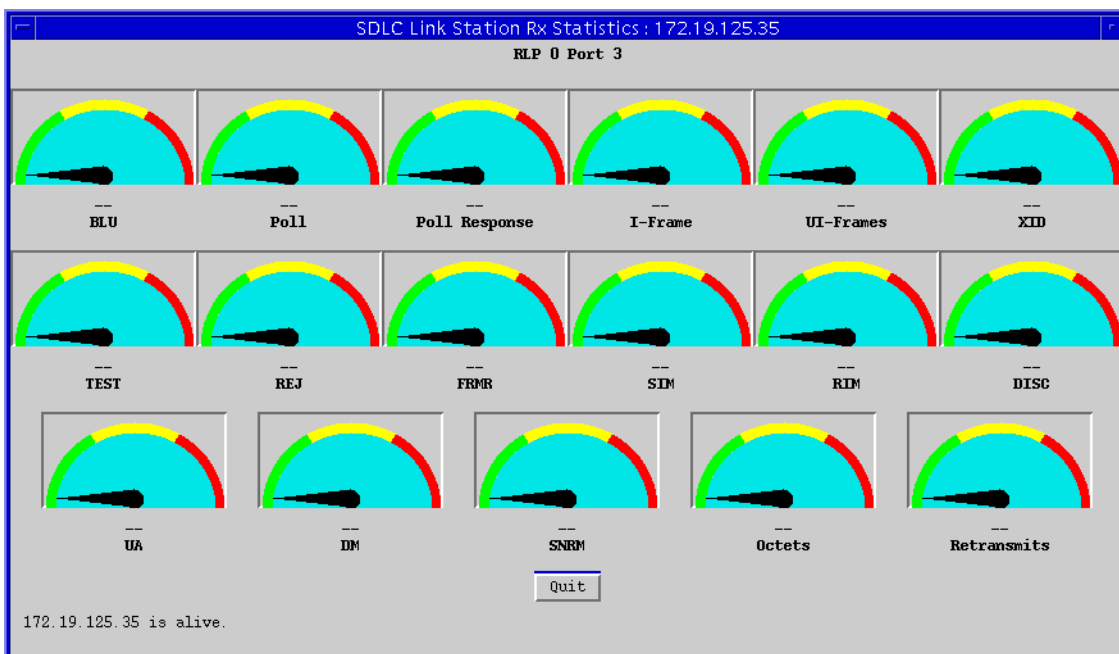 SDLC Link Station Rx Statistics : 172.19.125.35
RLP 0 Port 3
-- -- -- -- -- --
BLU Poll Poll Response I-Frame UI-Frames XID
-- -- -- -- -- --
TEST REJ FRMR SIM RIM DISC
-- -- -- -- --
UA DM SNRM Octets Retransmits
Quit
172.19.125.35 is alive.